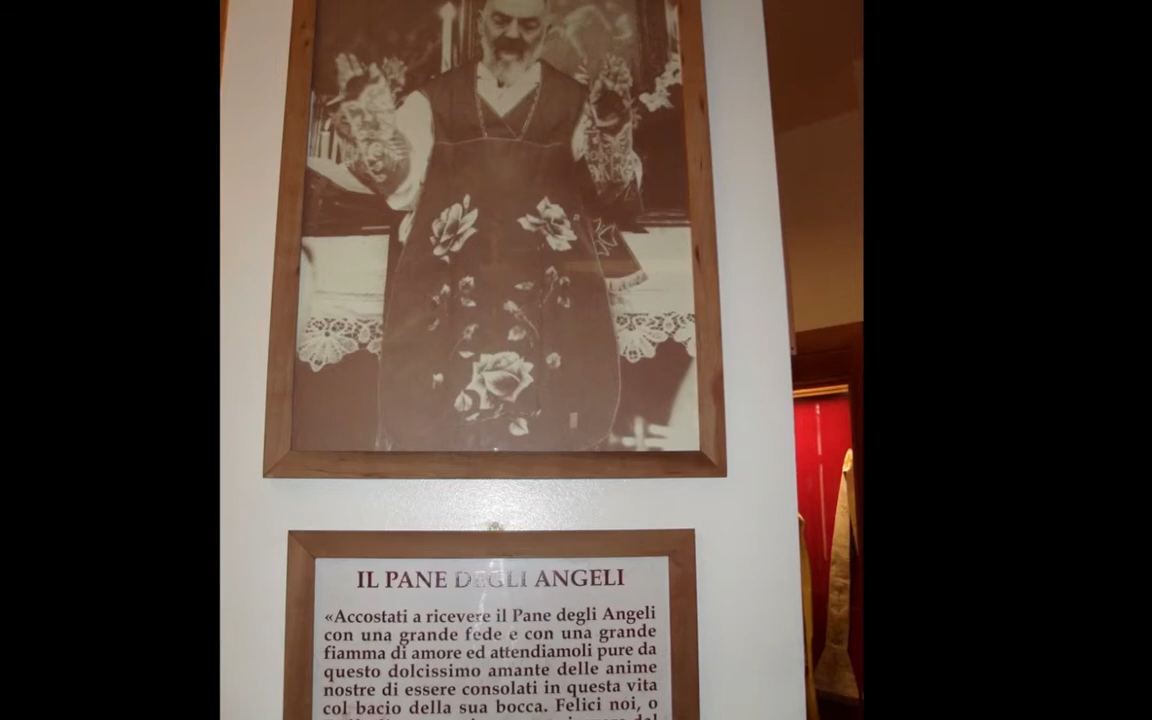 IL PANE DEGLI ANGELI
«Accostati a ricevere il Pane degli Angeli
con una grande fede e con una grande
fiamma di amore ed attendiamoli pure da
questo dolcissimo amante delle anime
nostre di essere consolati in questa vita
col bacio della sua bocca. Felici noi, o